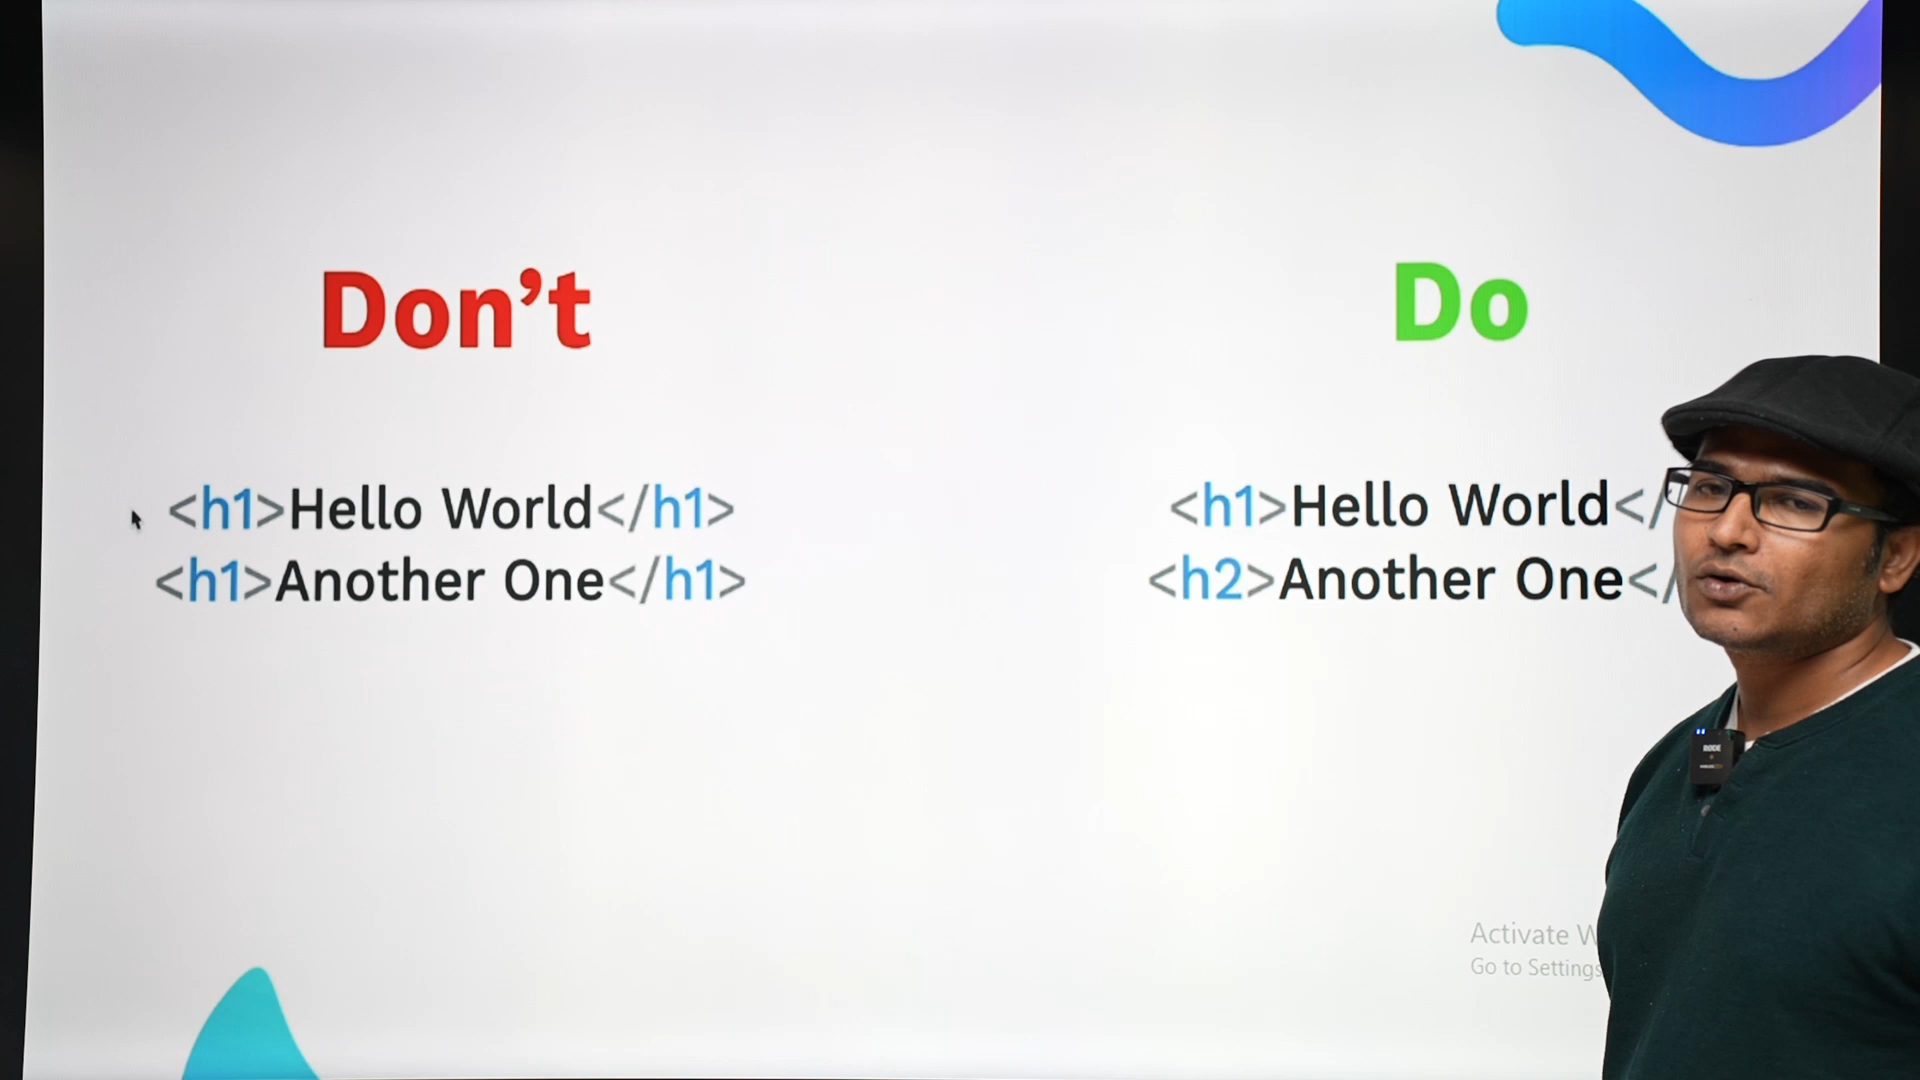 Don't
<h1>Hello World</h1>
<h1>Another One</h1>
Do
<h1>Hello World</
<h2>Another One</
Activate
Go to Settings
RØDE